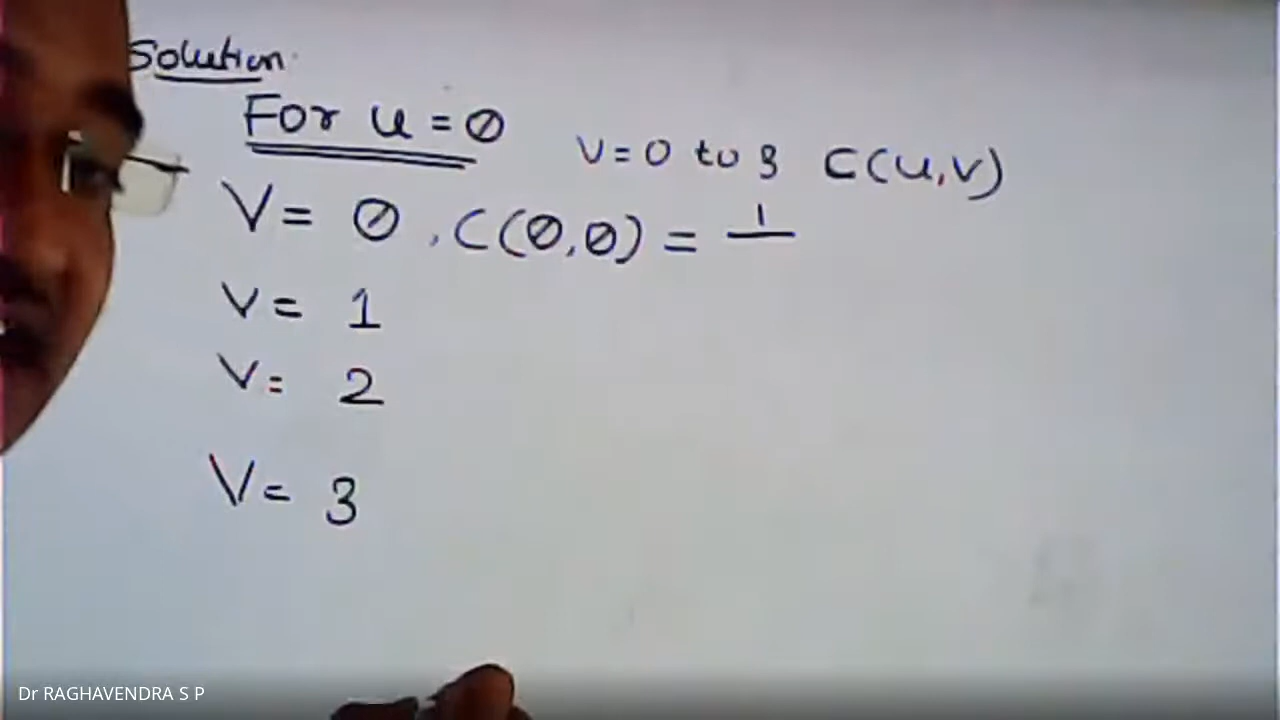 Solution.
For u = 0
V = 0 to 3 C(u,v)
V = 0, C(0,0) = 1
V = 1
V = 2
V = 3
Dr RAGHAVENDRA S P